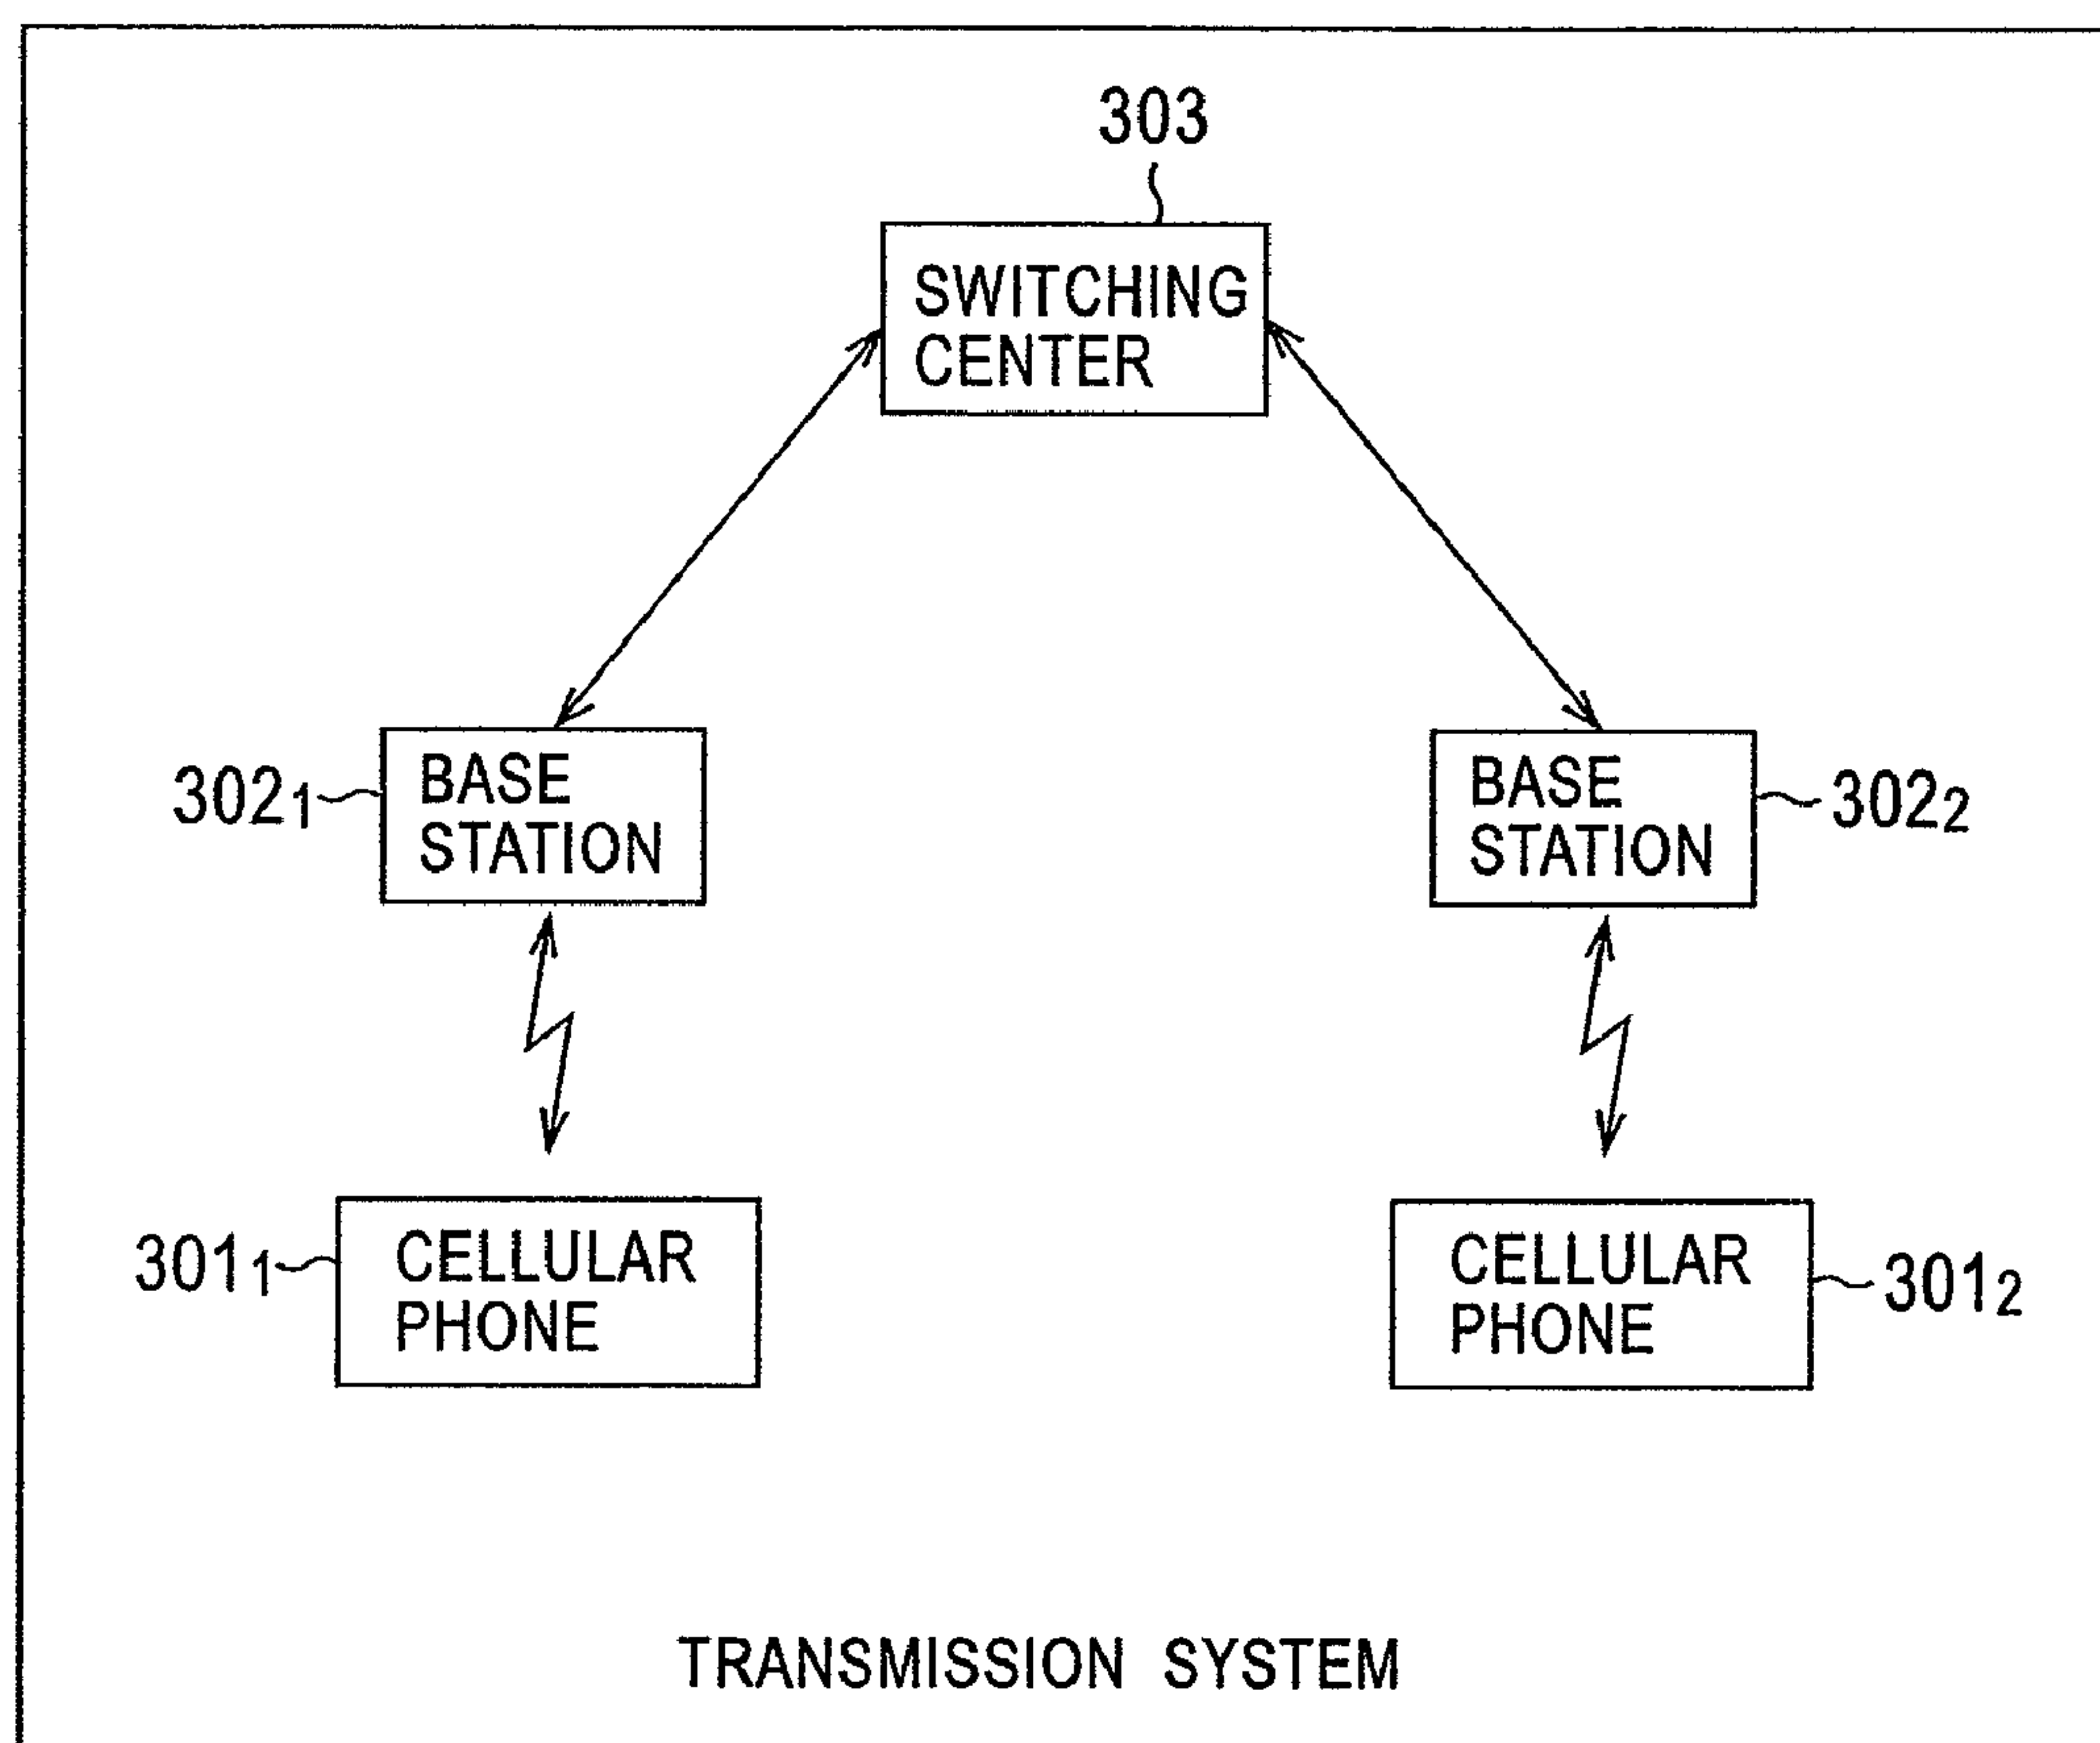 303
SWITCHING
CENTER
302₁
BASE
STATION
BASE
STATION
302₂
301₁
CELLULAR
PHONE
CELLULAR
PHONE
301₂
TRANSMISSION SYSTEM